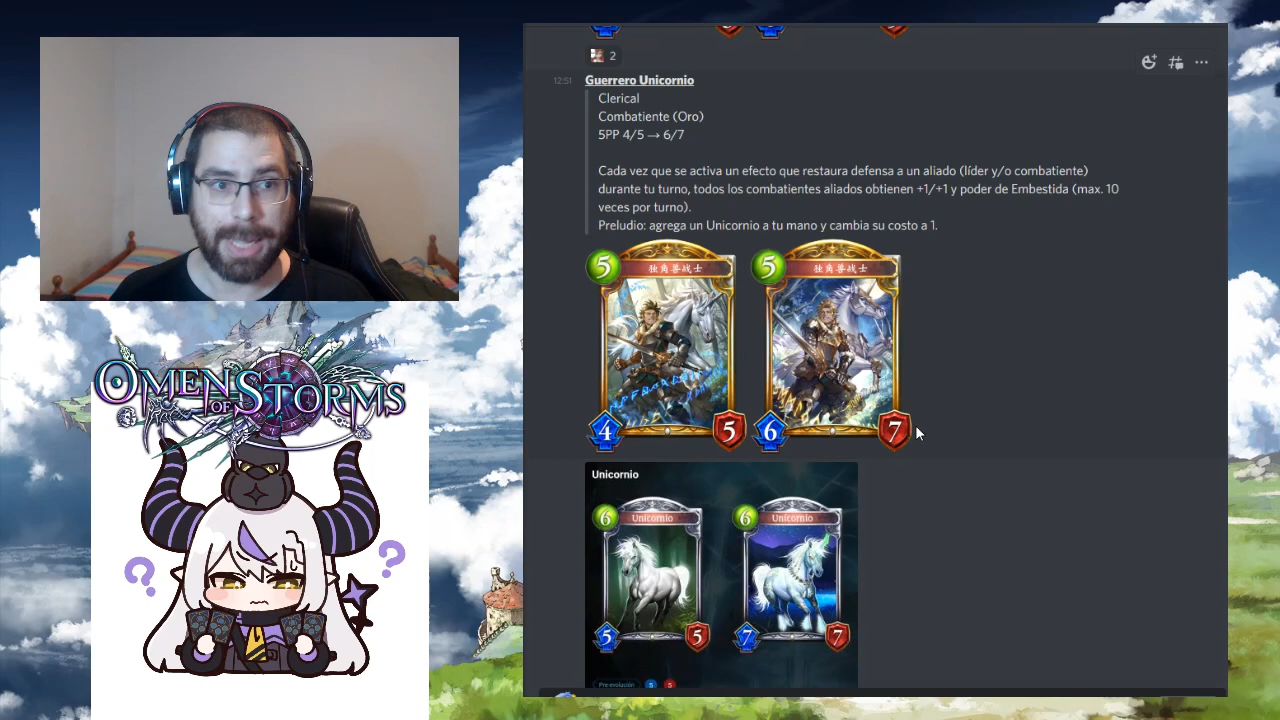 2
12:51
Guerrero Unicornio
Clerical
Combatiente (Oro)
5PP 4/5 → 6/7
Cada vez que se activa un efecto que restaura defensa a un aliado (líder y/o combatiente)
durante tu turno, todos los combatientes aliados obtienen +1/+1 y poder de Embestida (max. 10
veces por turno).
Preludio: agrega un Unicornio a tu mano y cambia su costo a 1.
5 独角兽战士
5 独角兽战士
4 5
6 7
Unicornio
6 Unicornio
6 Unicornio
5 5
7 7
Pre-evolución 5 5
OMEN OF STORMS
? ?